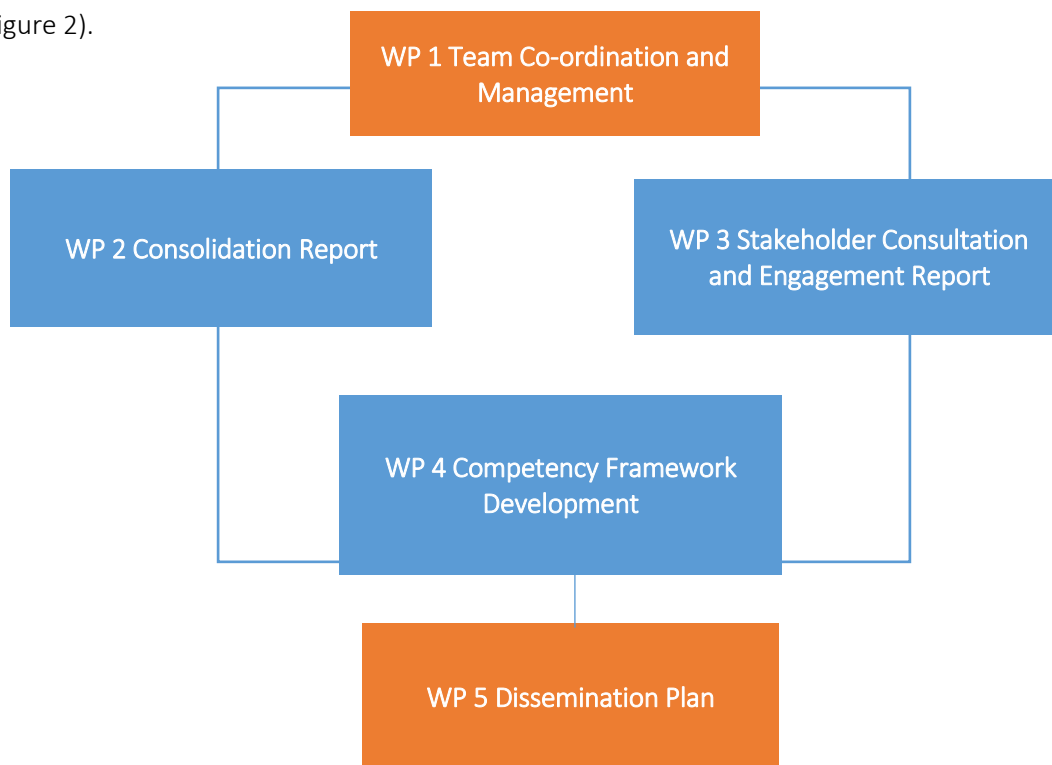 igure 2).
WP 1 Team Co-ordination and
Management
WP 2 Consolidation Report
WP 3 Stakeholder Consultation
and Engagement Report
WP 4 Competency Framework
Development
WP 5 Dissemination Plan